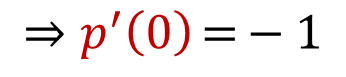 ⇒ p′(0) = − 1